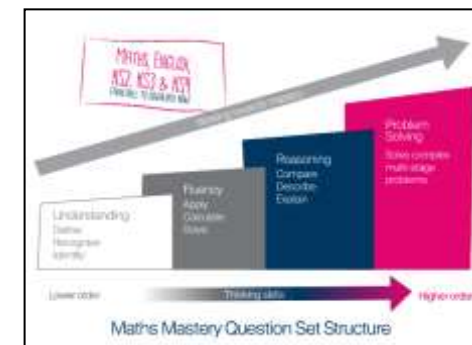 MATHS, ENGLISH,
KS2, KS3 & KS4
Understanding
Define
Recognise
Identify
Fluency
Apply
Calculate
Solve
Reasoning
Compare
Describe
Explain
Problem
Solving
Solve complex
multi-stage
problems
Lower order
Thinking skills
Higher order
Maths Mastery Question Set Structure